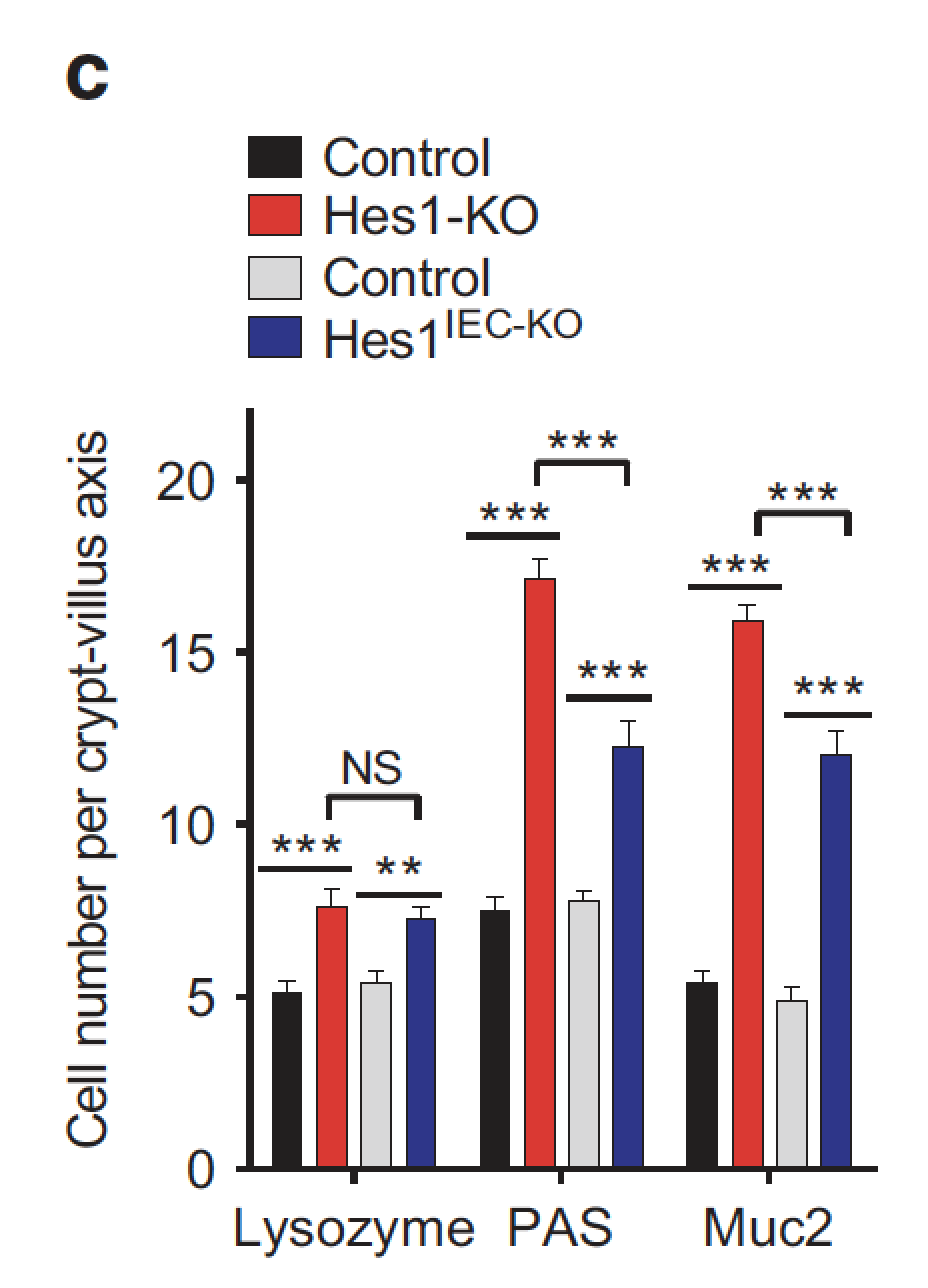 c
Control
Hes1-KO
Control
Hes1IEC-KO
Cell number per crypt-villus axis
20
15
10
5
0
***
***
***
***
***
***
NS
***
**
Lysozyme PAS Muc2